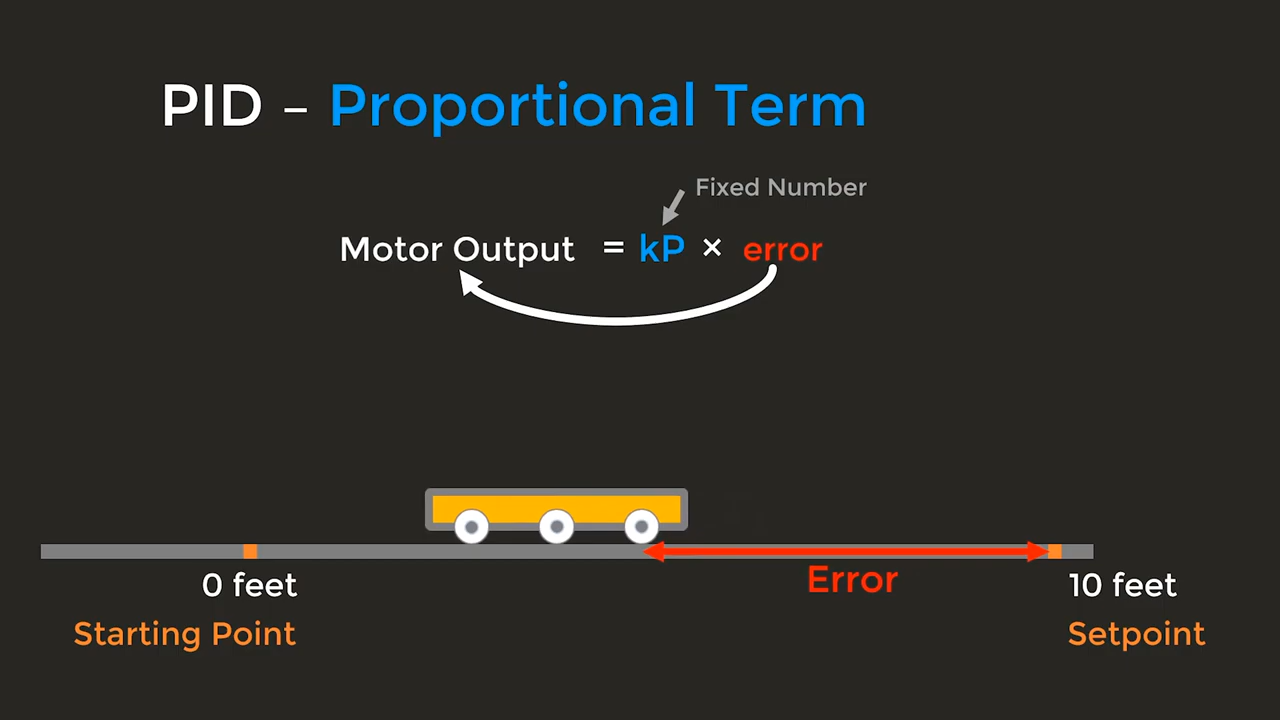 PID – Proportional Term
Fixed Number
Motor Output = kP × error
Error
0 feet
10 feet
Starting Point
Setpoint